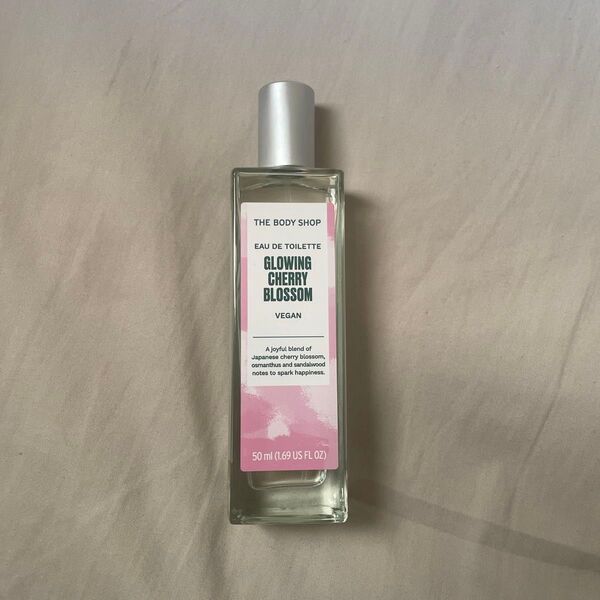 THE BODY SHOP
EAU DE TOILETTE
GLOWING
CHERRY
BLOSSOM
VEGAN
A joyful blend of
Japanese cherry blossom,
osmanthus and sandalwood
notes to spark happiness.
50 ml (1.69 US FL OZ)